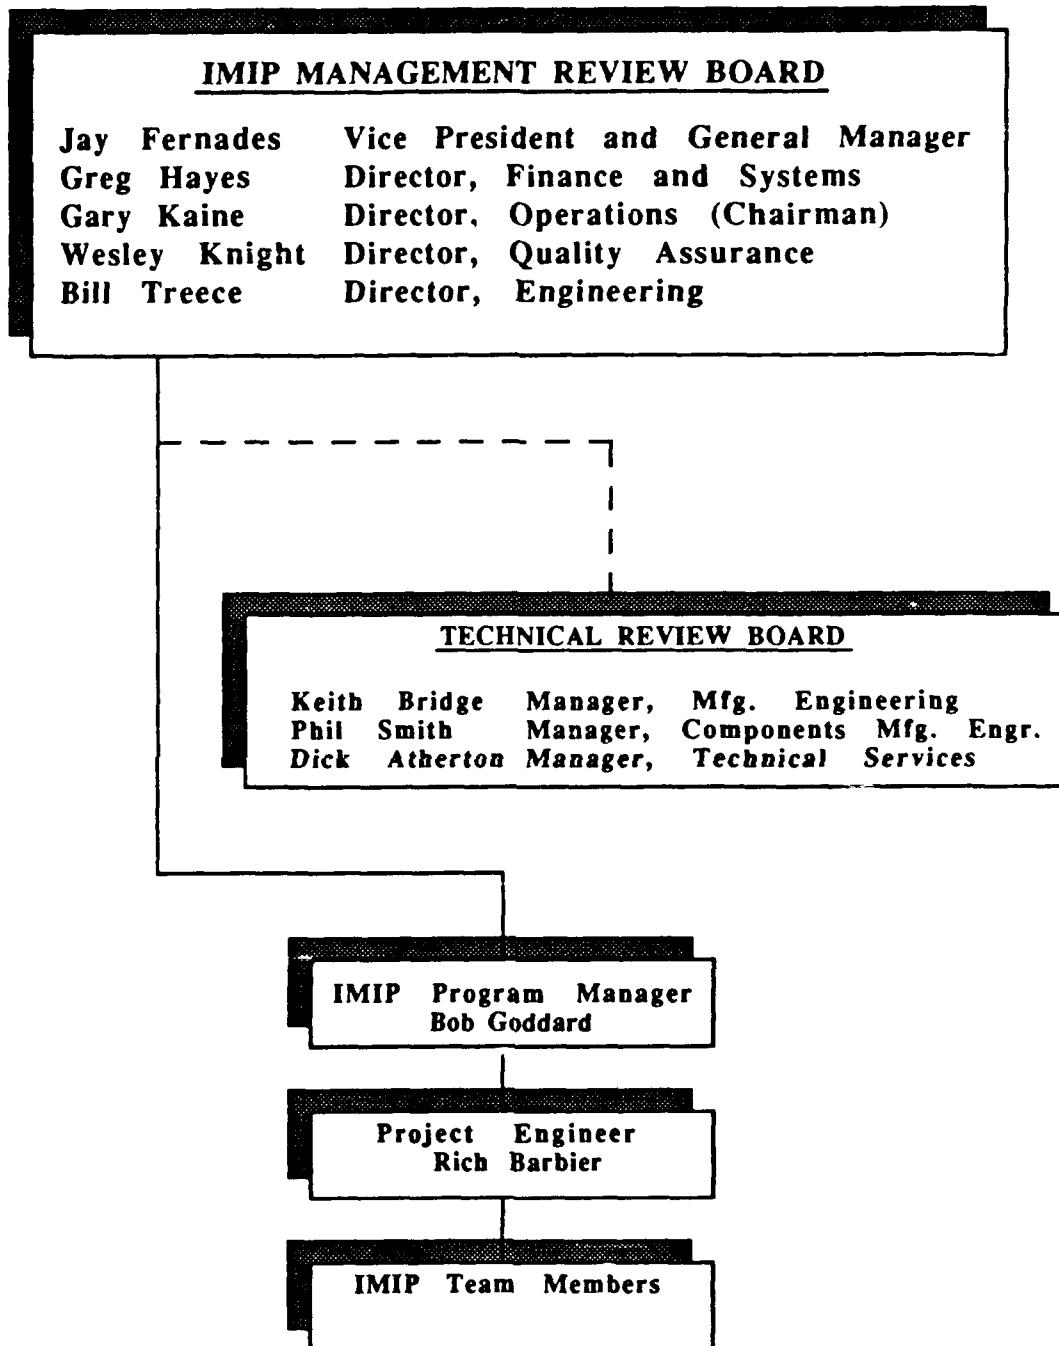 IMIP MANAGEMENT REVIEW BOARD
Jay Fernades Vice President and General Manager
Greg Hayes Director, Finance and Systems
Gary Kaine Director, Operations (Chairman)
Wesley Knight Director, Quality Assurance
Bill Treece Director, Engineering
TECHNICAL REVIEW BOARD
Keith Bridge Manager, Mfg. Engineering
Phil Smith Manager, Components Mfg. Engr.
Dick Atherton Manager, Technical Services
IMIP Program Manager
Bob Goddard
Project Engineer
Rich Barbier
IMIP Team Members